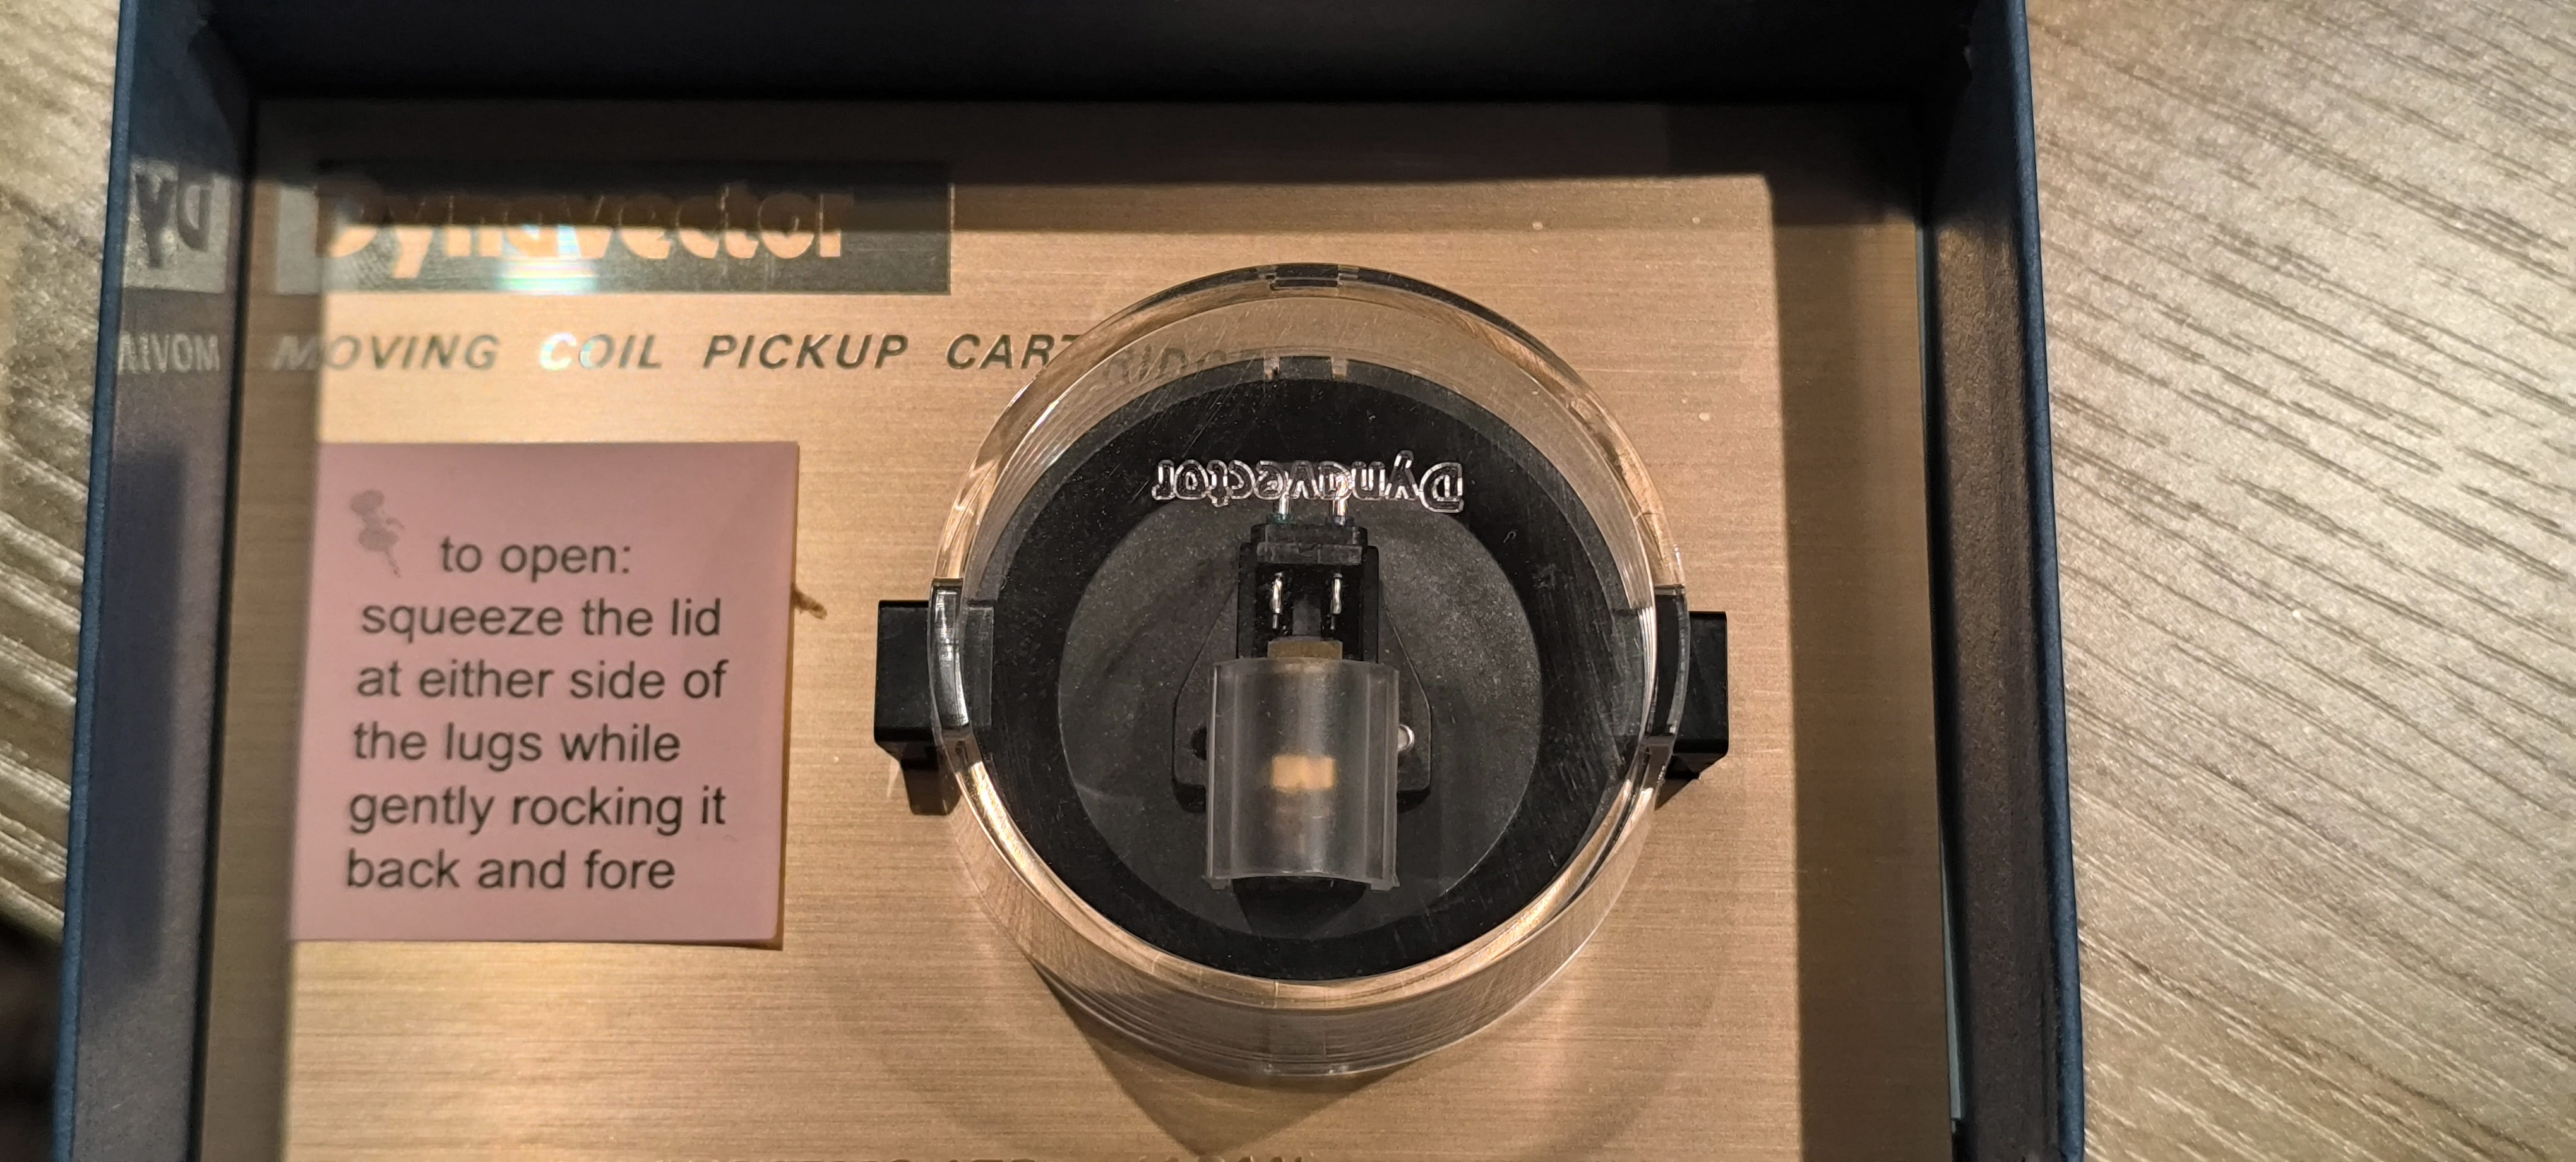 Dynavector
MOVING COIL PICKUP CARTRIDGE
Dynavector
to open:
squeeze the lid
at either side of
the lugs while
gently rocking it
back and fore